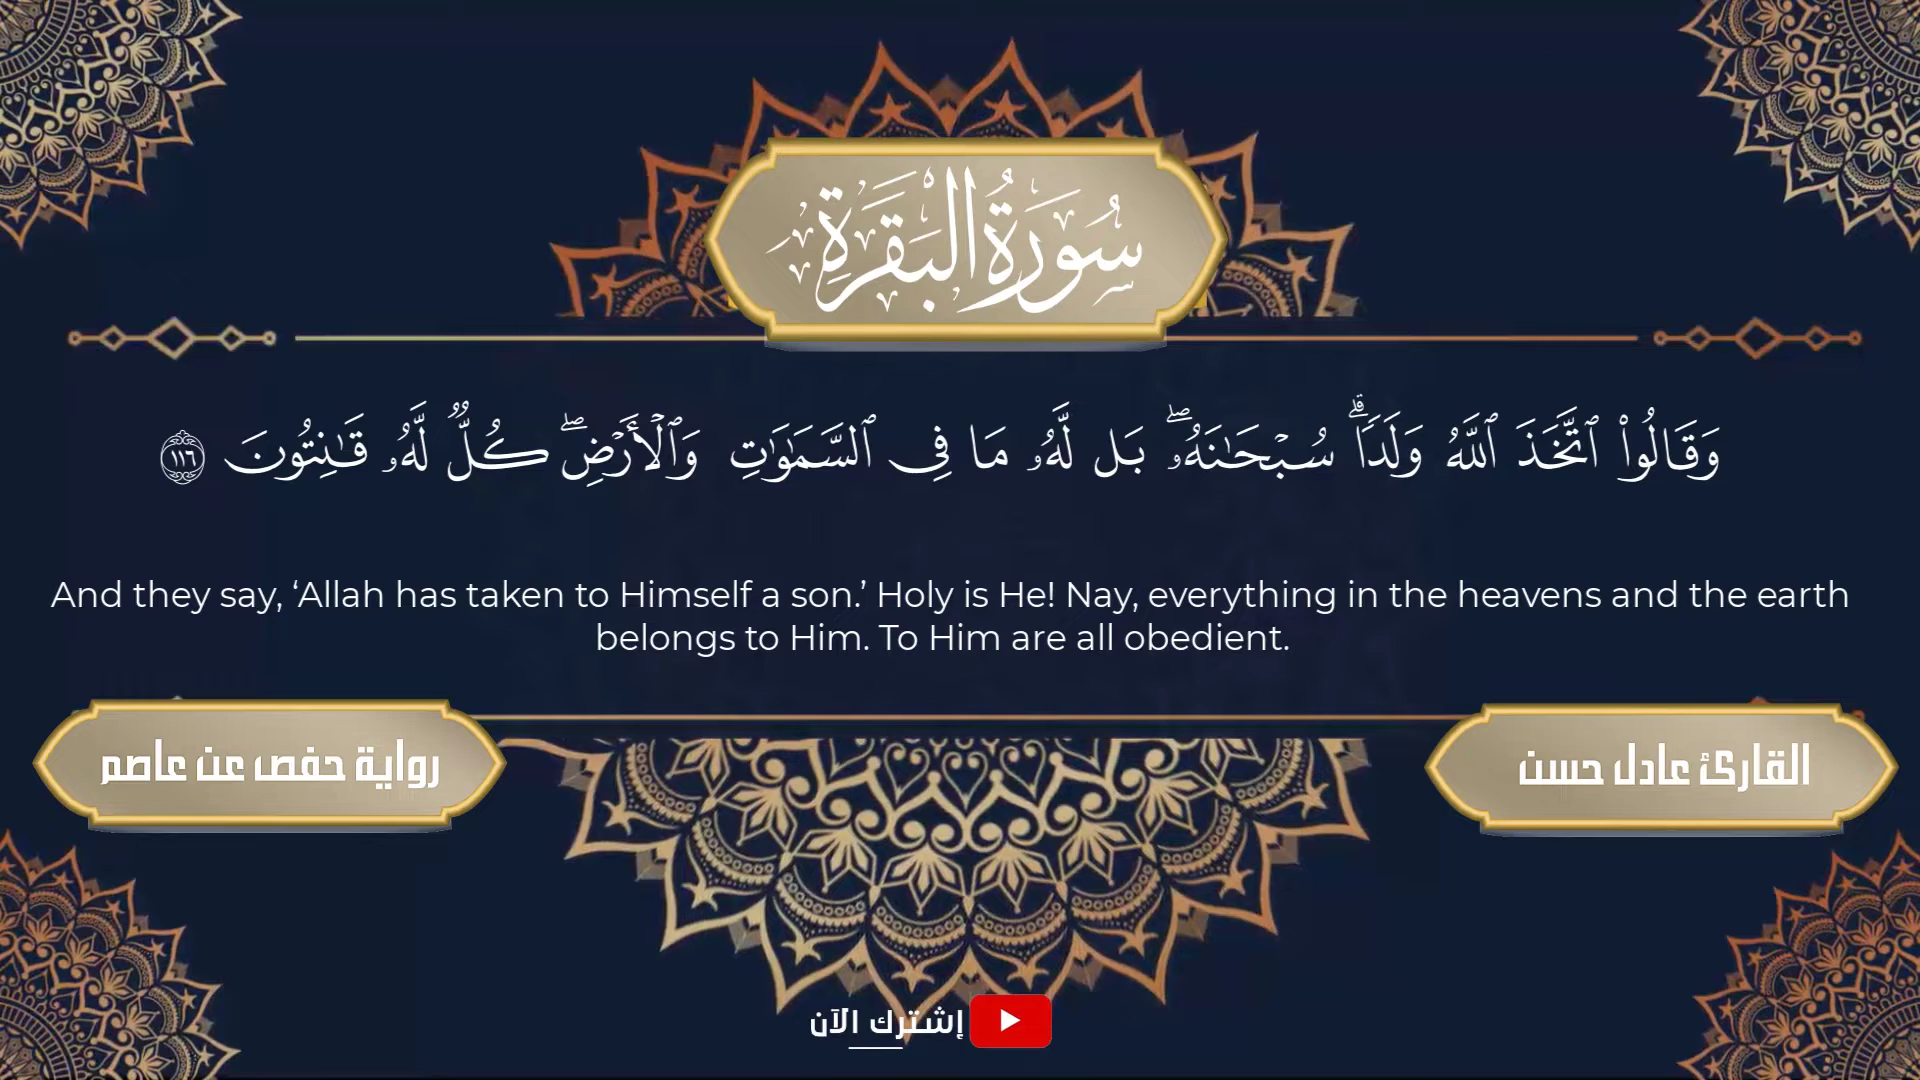 سُورَةُ البَقَرَةِ
وَقَالُوا۟ ٱتَّخَذَ ٱللَّهُ وَلَدًۭا ۗ سُبْحَـٰنَهُۥ ۖ بَل لَّهُۥ مَا فِى ٱلسَّمَـٰوَٰتِ وَٱلْأَرْضِ ۖ كُلٌّۭ لَّهُۥ قَـٰنِتُونَ ١١٦
And they say, ‘Allah has taken to Himself a son.’ Holy is He! Nay, everything in the heavens and the earth
belongs to Him. To Him are all obedient.
القارئ عادل حسن
رواية حفص عن عاصم
إشترك الآن